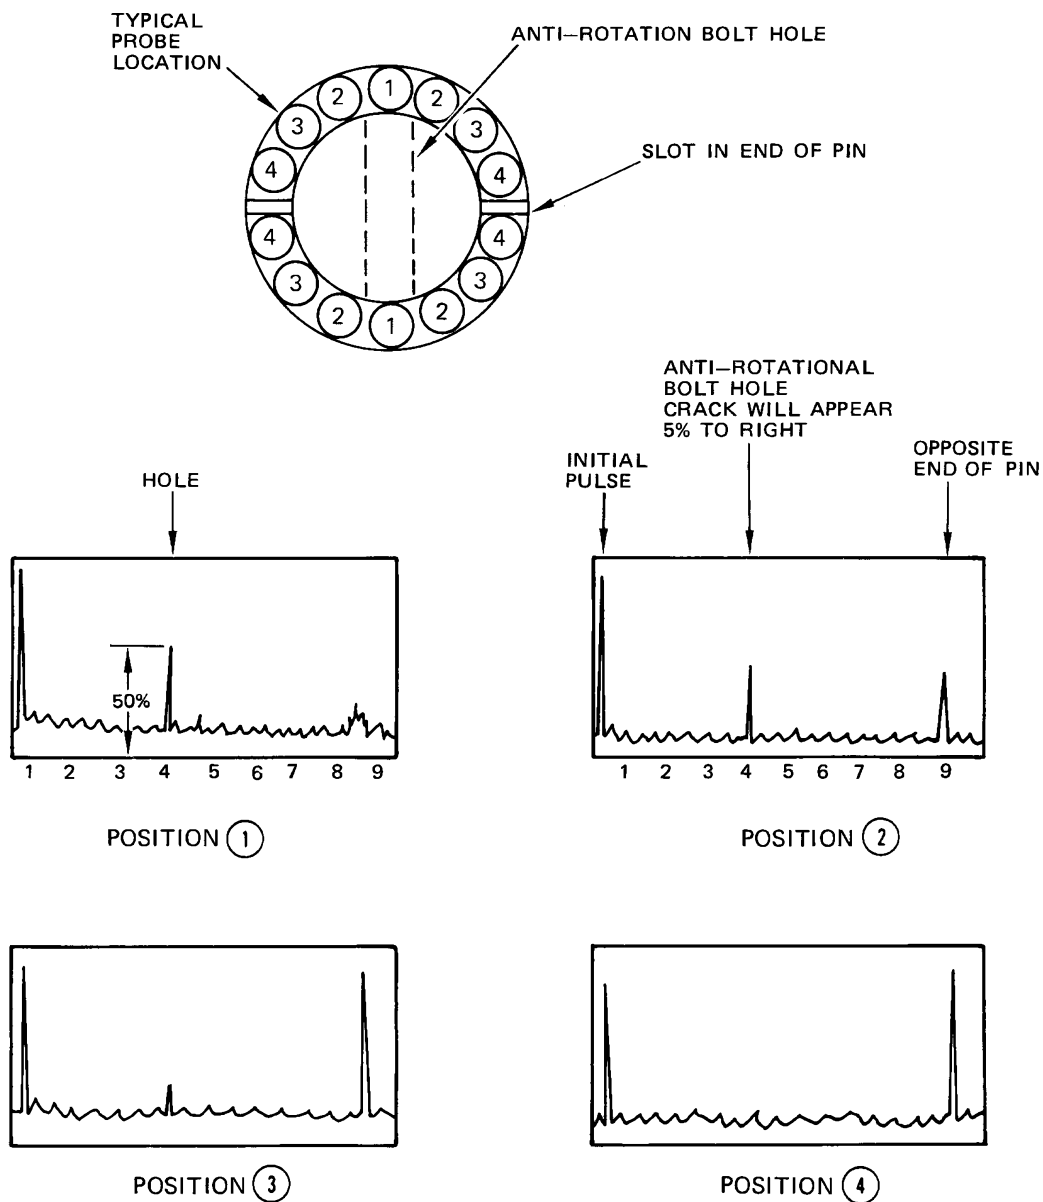 TYPICAL
PROBE
LOCATION
ANTI—ROTATION BOLT HOLE
SLOT IN END OF PIN
1
2
2
3
3
4
4
4
4
3
3
2
2
1
ANTI—ROTATIONAL
BOLT HOLE
CRACK WILL APPEAR
5% TO RIGHT
HOLE
INITIAL
PULSE
OPPOSITE
END OF PIN
50%
1 2 3 4 5 6 7 8 9
POSITION 1
1 2 3 4 5 6 7 8 9
POSITION 2
POSITION 3
POSITION 4